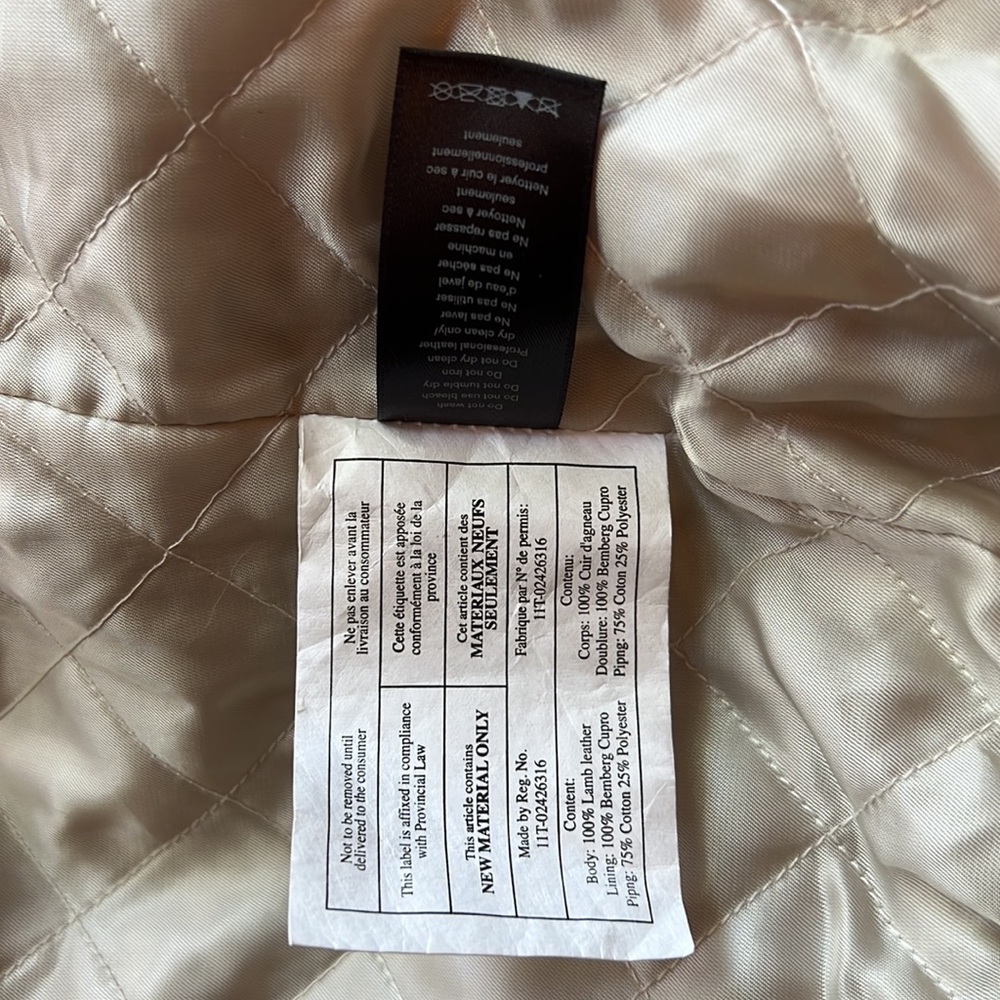 Do not wash
Do not use bleach
Do not tumble dry
Do not iron
Do not dry clean
Professional leather
dry clean only/
Ne pas laver
Ne pas utiliser
d'eau de javel
Ne pas sécher
en machine
Ne pas repasser
Nettoyer à sec
seulement
Nettoyer le cuir à sec
professionnellement
seulement
Not to be removed until
delivered to the consumer
Ne pas enlever avant la
livraison au consommateur
This label is affixed in compliance
with Provincial Law
Cette étiquette est apposée
conformément à la loi de la
province
This article contains
NEW MATERIAL ONLY
Cet article contient des
MATERIAUX NEUFS
SEULEMENT
Made by Reg. No.
11T-02426316
Fabrique par N° de permis:
11T-02426316
Content:
Body: 100% Lamb leather
Lining: 100% Bemberg Cupro
Pipng: 75% Cotton 25% Polyester
Contenu:
Corps: 100% Cuir d'agneau
Doublure: 100% Bemberg Cupro
Pipng: 75% Coton 25% Polyester